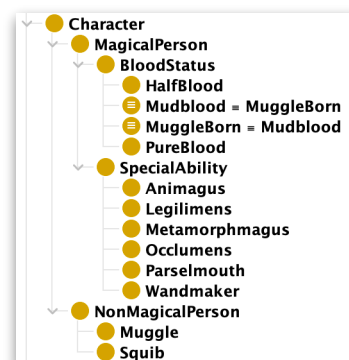 Character
MagicalPerson
BloodStatus
HalfBlood
Mudblood ≡ MuggleBorn
MuggleBorn ≡ Mudblood
PureBlood
SpecialAbility
Animagus
Legilimens
Metamorphmagus
Occlumens
Parselmouth
Wandmaker
NonMagicalPerson
Muggle
Squib